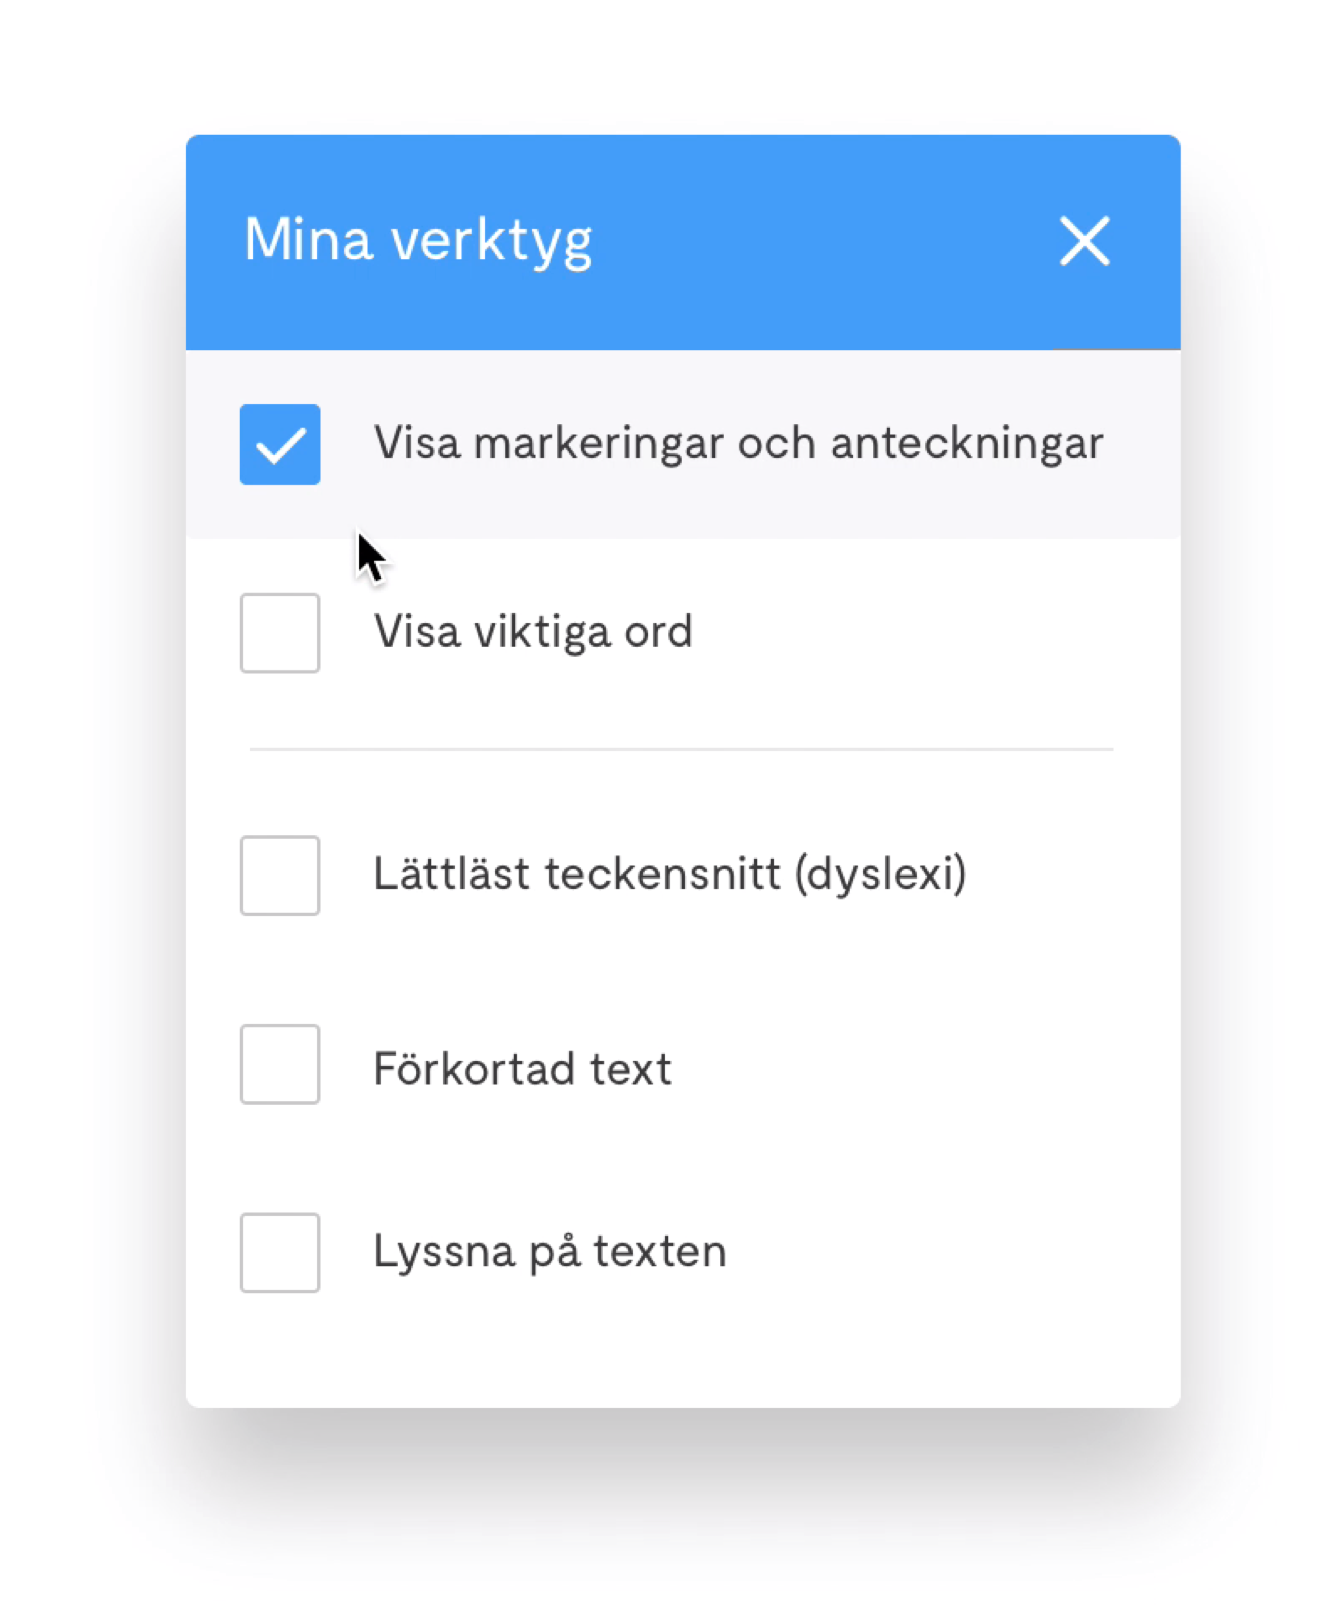 Mina verktyg
Visa markeringar och anteckningar
Visa viktiga ord
Lättläst teckensnitt (dyslexi)
Förkortad text
Lyssna på texten